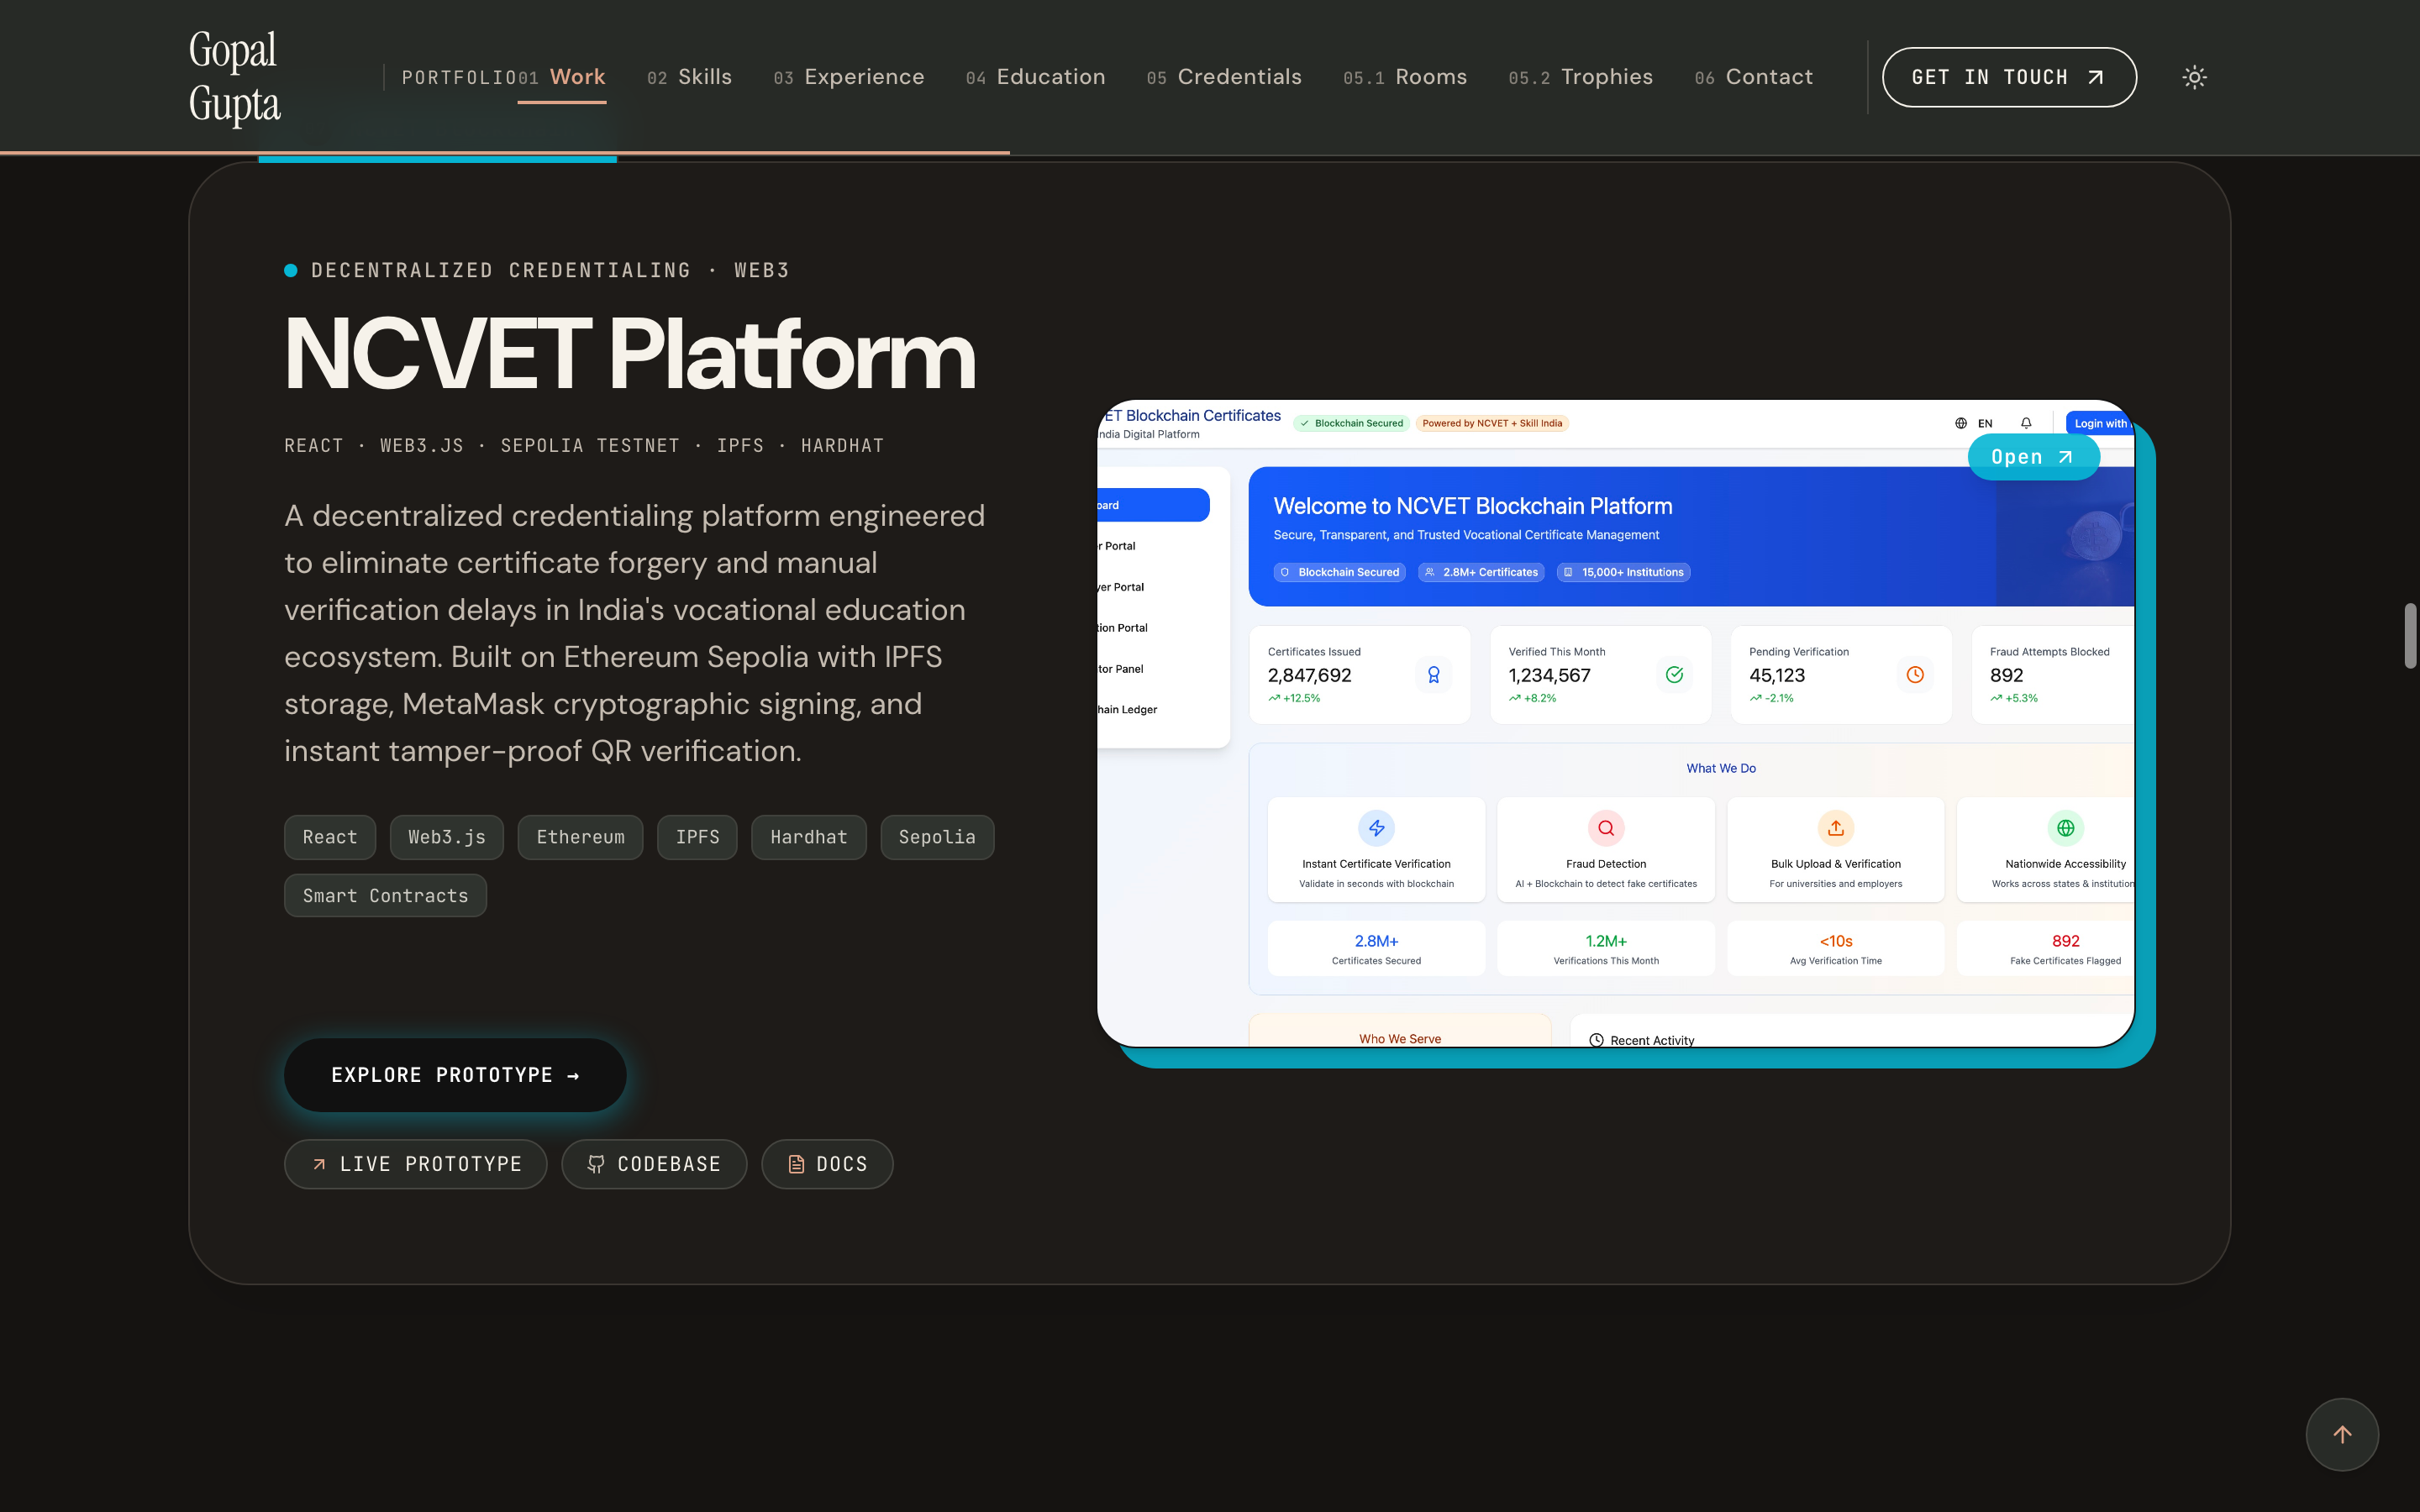 Gopal
Gupta
PORTFOLIO
01 Work
02 Skills
03 Experience
04 Education
05 Credentials
05.1 Rooms
05.2 Trophies
06 Contact
GET IN TOUCH
DECENTRALIZED CREDENTIALING · WEB3
NCVET Platform
REACT · WEB3.JS · SEPOLIA TESTNET · IPFS · HARDHAT
A decentralized credentialing platform engineered
to eliminate certificate forgery and manual
verification delays in India's vocational education
ecosystem. Built on Ethereum Sepolia with IPFS
storage, MetaMask cryptographic signing, and
instant tamper-proof QR verification.
React
Web3.js
Ethereum
IPFS
Hardhat
Sepolia
Smart Contracts
EXPLORE PROTOTYPE →
LIVE PROTOTYPE
CODEBASE
DOCS
ET Blockchain Certificates
India Digital Platform
Blockchain Secured
Powered by NCVET + Skill India
EN
Login with
Open
oard
r Portal
yer Portal
tion Portal
tor Panel
hain Ledger
Welcome to NCVET Blockchain Platform
Secure, Transparent, and Trusted Vocational Certificate Management
Blockchain Secured
2.8M+ Certificates
15,000+ Institutions
Certificates Issued
2,847,692
+12.5%
Verified This Month
1,234,567
+8.2%
Pending Verification
45,123
-2.1%
Fraud Attempts Blocked
892
+5.3%
What We Do
Instant Certificate Verification
Validate in seconds with blockchain
Fraud Detection
AI + Blockchain to detect fake certificates
Bulk Upload & Verification
For universities and employers
Nationwide Accessibility
Works across states & institution
2.8M+
Certificates Secured
1.2M+
Verifications This Month
<10s
Avg Verification Time
892
Fake Certificates Flagged
Who We Serve
Recent Activity